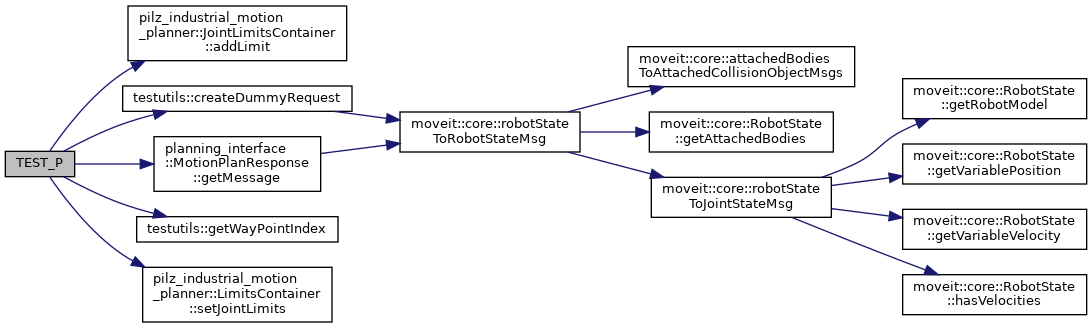 TEST_P
pilz_industrial_motion
_planner::JointLimitsContainer
::addLimit
testutils::createDummyRequest
planning_interface
::MotionPlanResponse
::getMessage
testutils::getWayPointIndex
pilz_industrial_motion
_planner::LimitsContainer
::setJointLimits
moveit::core::robotState
ToRobotStateMsg
moveit::core::attachedBodies
ToAttachedCollisionObjectMsgs
moveit::core::RobotState
::getAttachedBodies
moveit::core::robotState
ToJointStateMsg
moveit::core::RobotState
::getRobotModel
moveit::core::RobotState
::getVariablePosition
moveit::core::RobotState
::getVariableVelocity
moveit::core::RobotState
::hasVelocities